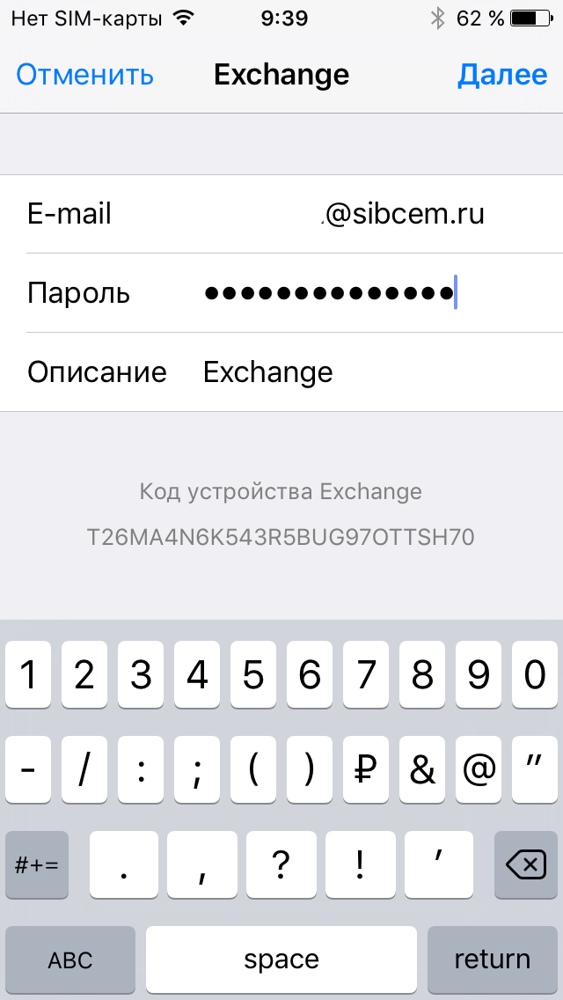 Нет SIM-карты 9:39 62 %
Отменить Exchange Далее
E-mail .@sibcem.ru
Пароль ●●●●●●●●●●●●●●
Описание Exchange
Код устройства Exchange
T26MA4N6K543R5BUG97OTTSH70
1 2 3 4 5 6 7 8 9 0
- / : ; ( ) ₽ & @ "
#+= . , ? ! '
ABC space return